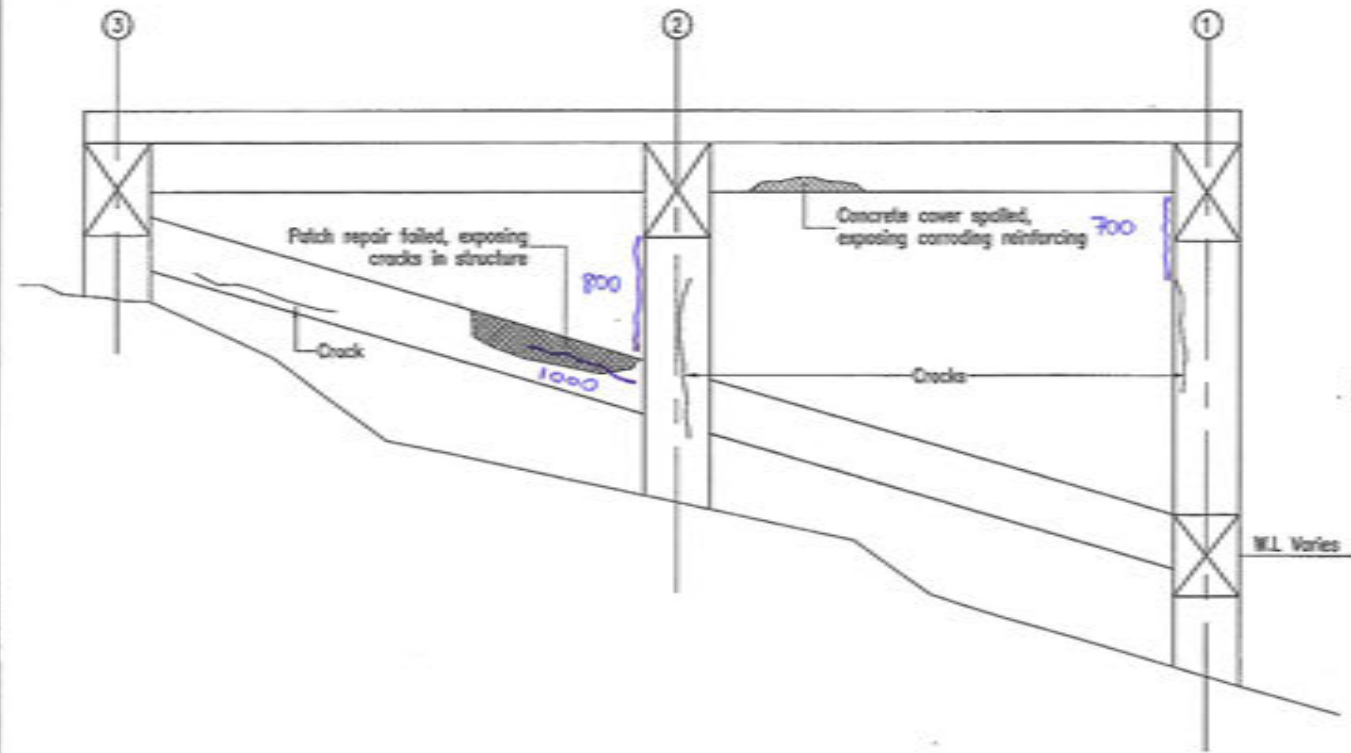 3
2
1
Patch repair failed, exposing
cracks in structure
Concrete cover spalled,
exposing corroding reinforcing
700
800
Crack
1000
Cracks
W.L Varies